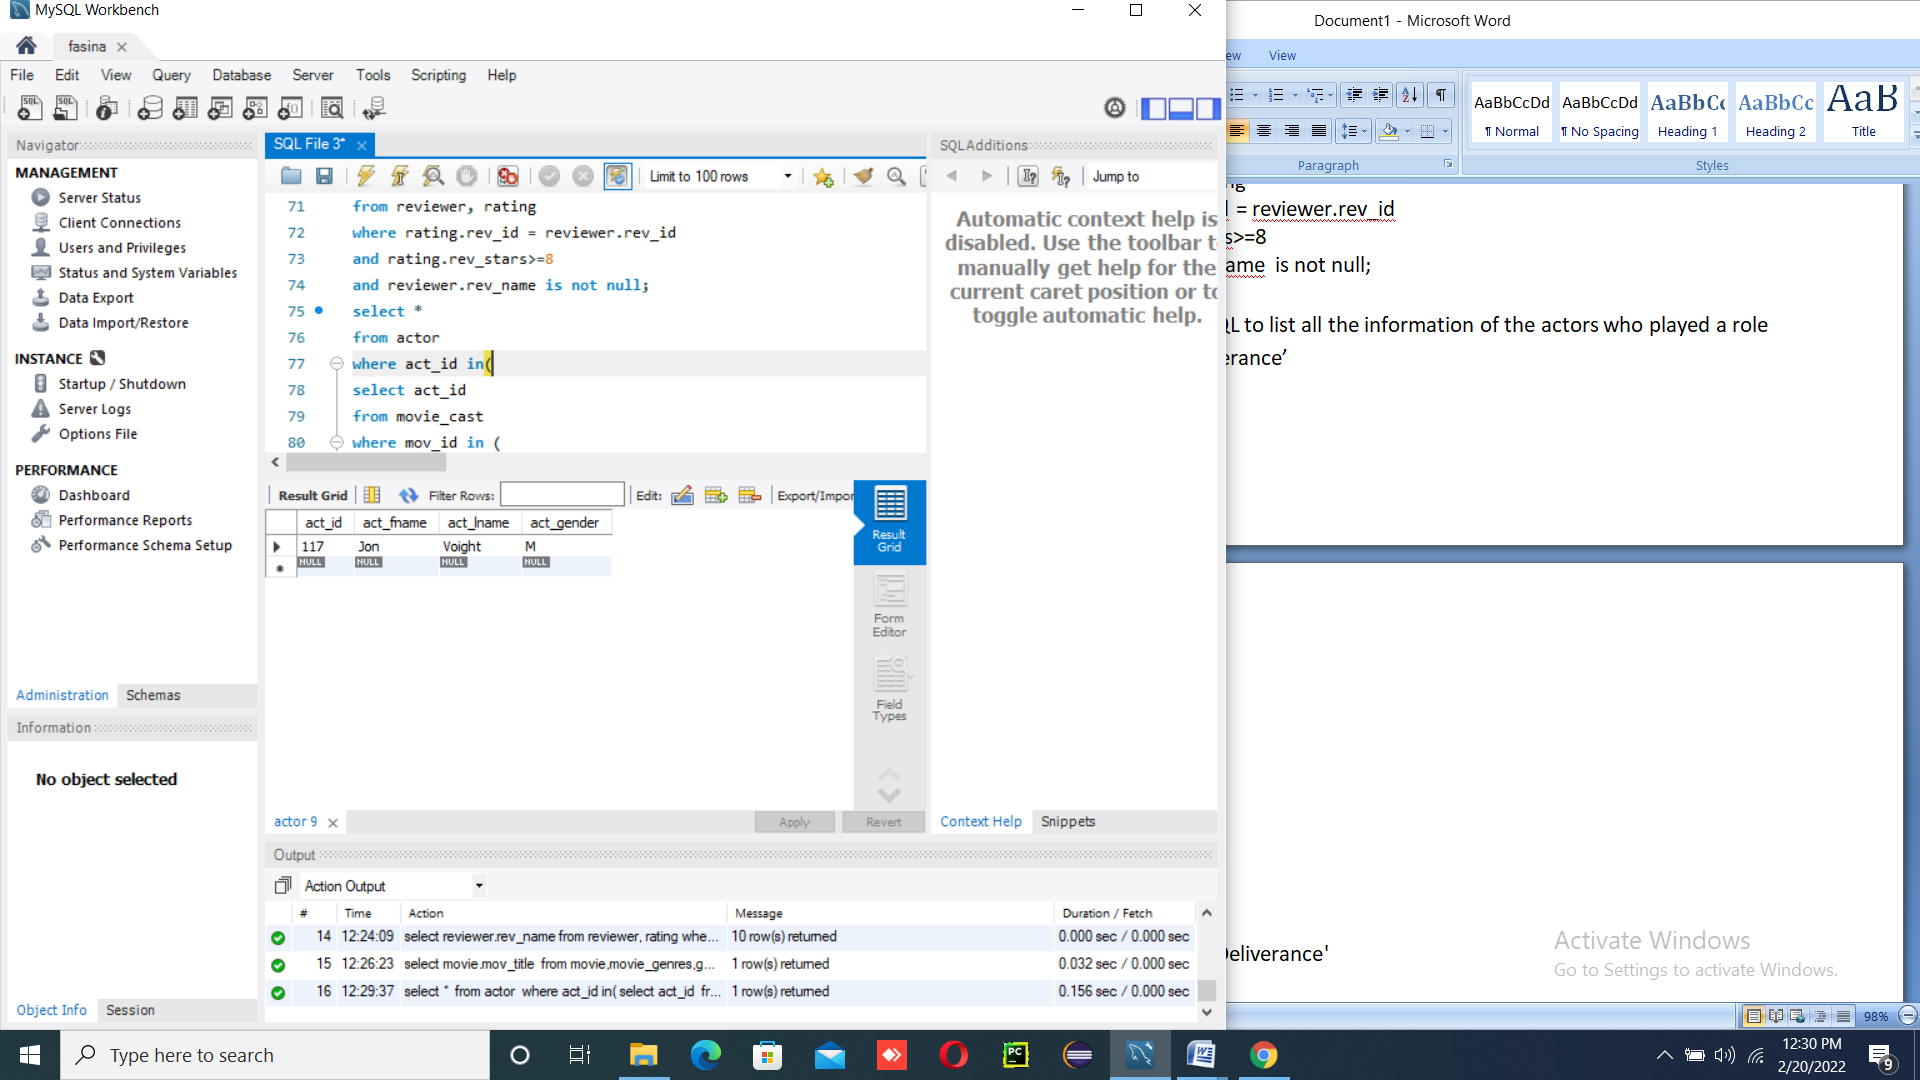 MySQL Workbench
fasina
File Edit View Query Database Server Tools Scripting Help
Navigator
MANAGEMENT
Server Status
Client Connections
Users and Privileges
Status and System Variables
Data Export
Data Import/Restore
INSTANCE
Startup / Shutdown
Server Logs
Options File
PERFORMANCE
Dashboard
Performance Reports
Performance Schema Setup
Administration Schemas
Information
No object selected
Object Info Session
SQL File 3*
Limit to 100 rows
71 from reviewer, rating
72 where rating.rev_id = reviewer.rev_id
73 and rating.rev_stars>=8
74 and reviewer.rev_name is not null;
75 select *
76 from actor
77 where act_id in(
78 select act_id
79 from movie_cast
80 where mov_id in (
Result Grid Filter Rows: Edit: Export/Impor
act_id act_fname act_lname act_gender
117 Jon Voight M
NULL NULL NULL NULL
Result
Grid
Form
Editor
Field
Types
actor 9
Apply Revert
SQLAdditions
Jump to
Automatic context help is
disabled. Use the toolbar t
manually get help for the
current caret position or to
toggle automatic help.
Context Help Snippets
Output
Action Output
# Time Action Message Duration / Fetch
14 12:24:09 select reviewer.rev_name from reviewer, rating whe... 10 row(s) returned 0.000 sec / 0.000 sec
15 12:26:23 select movie.mov_title from movie,movie_genres,g... 1 row(s) returned 0.032 sec / 0.000 sec
16 12:29:37 select * from actor where act_id in( select act_id fr... 1 row(s) returned 0.156 sec / 0.000 sec
Document1 - Microsoft Word
ew View
AaBbCcDd AaBbCcDd AaBbCc AaBbCc AaB
¶ Normal ¶ No Spacing Heading 1 Heading 2 Title
Paragraph Styles
= reviewer.rev_id
s>=8
ame is not null;
QL to list all the information of the actors who played a role
erance’
Deliverance'
Activate Windows
Go to Settings to activate Windows.
98%
Type here to search
12:30 PM
2/20/2022
9